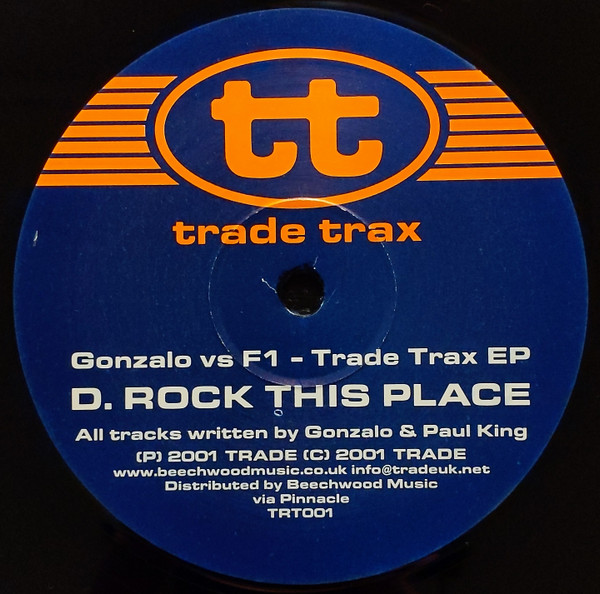 tt
trade trax
Gonzalo vs F1 - Trade Trax EP
D. ROCK THIS PLACE
All tracks written by Gonzalo & Paul King
(P) 2001 TRADE (C) 2001 TRADE
www.beechwoodmusic.co.uk info@tradeuk.net
Distributed by Beechwood Music
via Pinnacle
TRT001